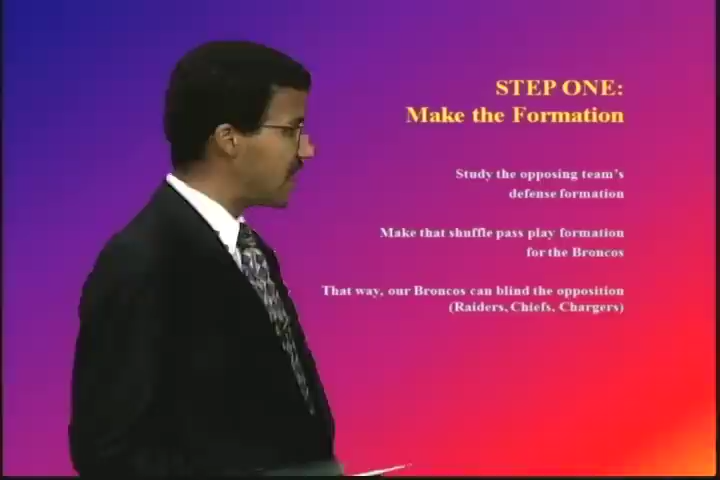 STEP ONE:
Make the Formation
Study the opposing team's
defense formation
Make that shuffle pass play formation
for the Broncos
That way, our Broncos can blind the opposition
(Raiders, Chiefs, Chargers)